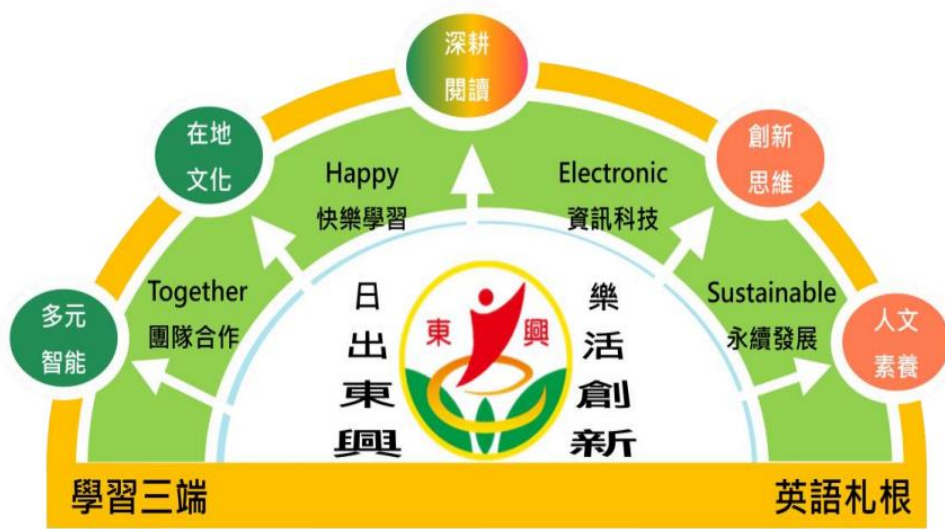 深耕
閱讀
在地
文化
創新
思維
Happy
快樂學習
Electronic
資訊科技
Together
團隊合作
Sustainable
永續發展
多元
智能
人文
素養
日出東興
東興
樂活創新
學習三端
英語札根